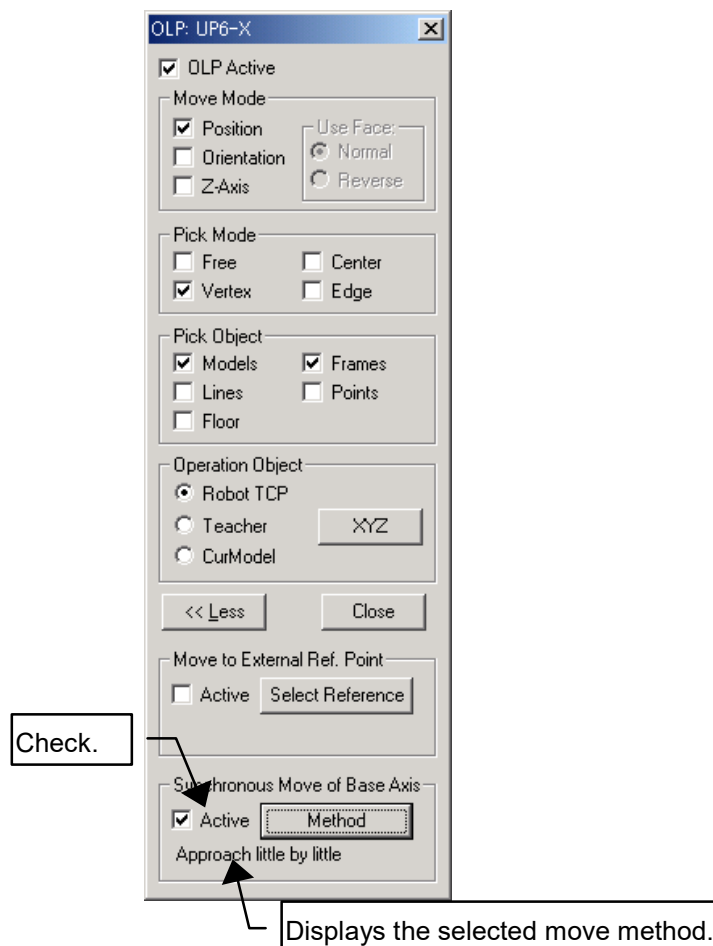 OLP: UP6-X
OLP Active
Move Mode
Position
Orientation
Z-Axis
Use Face:
Normal
Reverse
Pick Mode
Free Center
Vertex Edge
Pick Object
Models Frames
Lines Points
Floor
Operation Object
Robot TCP
Teacher XYZ
CurModel
<< Less Close
Move to External Ref. Point
Active Select Reference
Check.
Synchronous Move of Base Axis
Active Method
Approach little by little
Displays the selected move method.